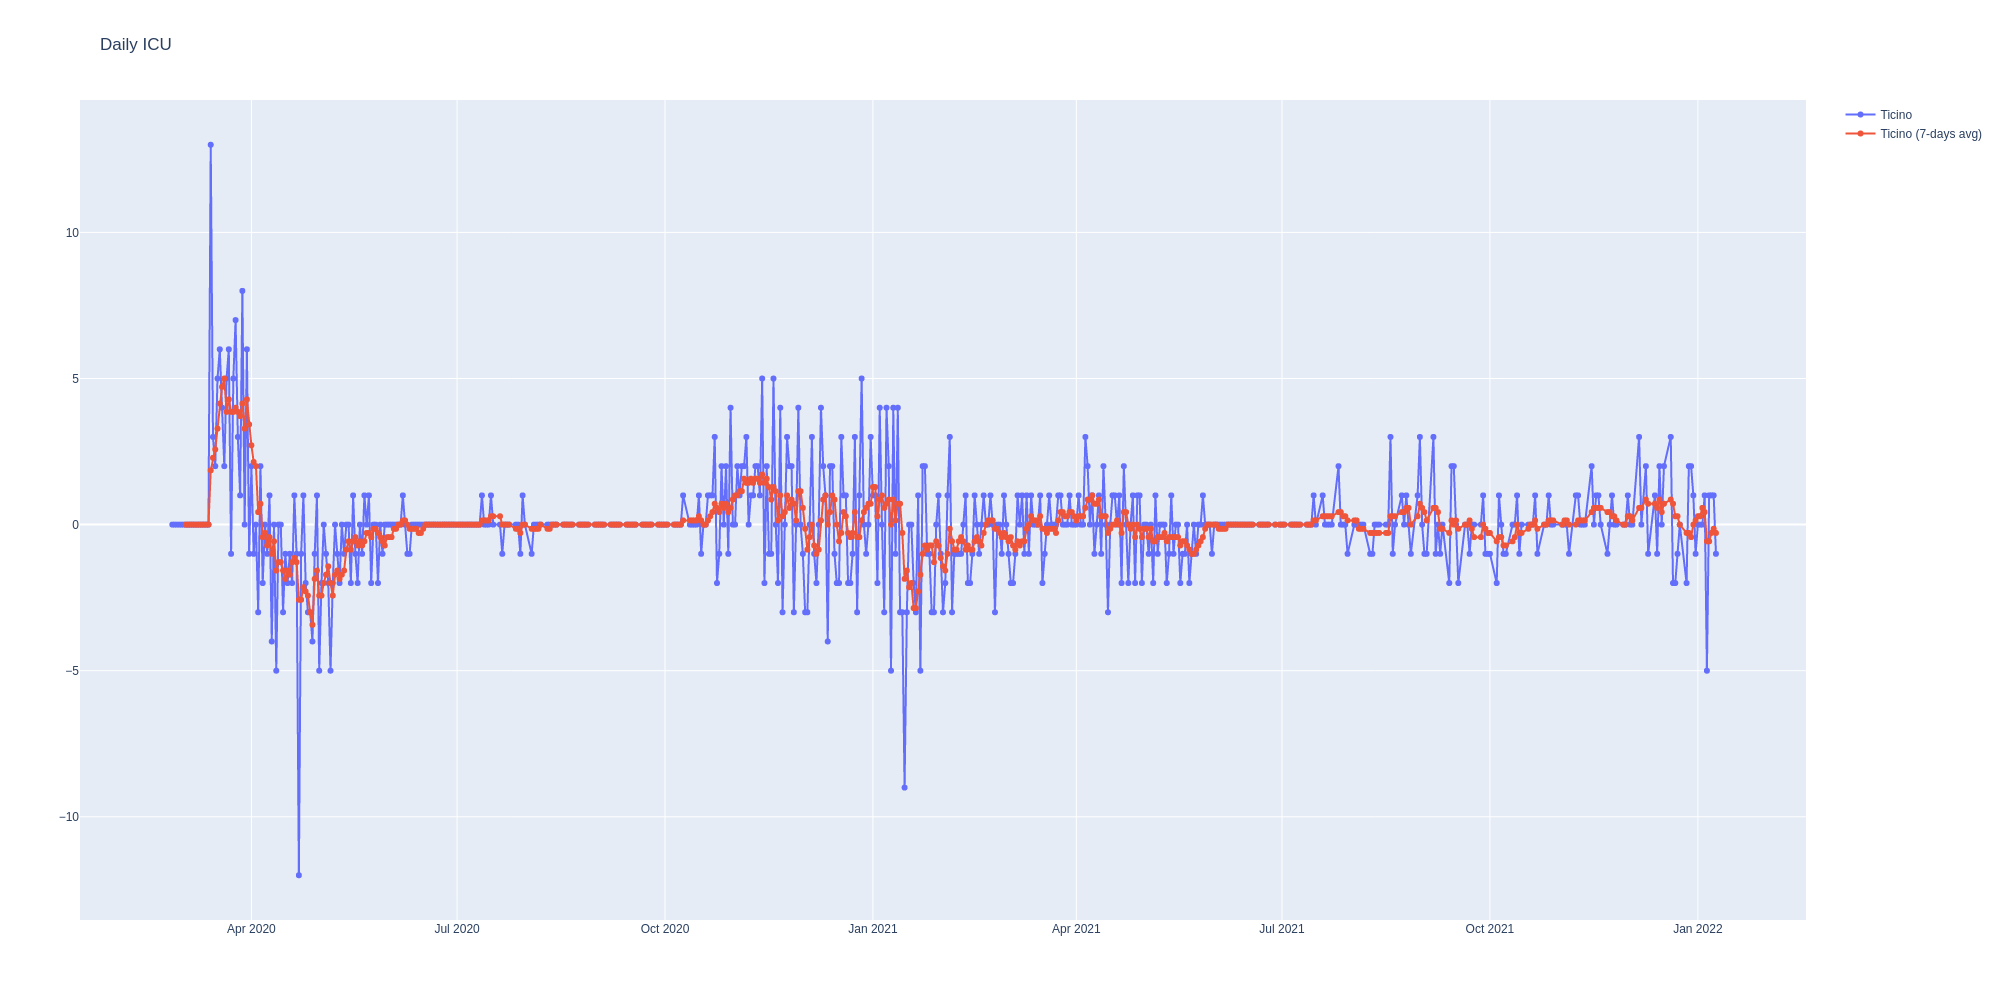 Daily ICU
Ticino
Ticino (7-days avg)
10
5
0
−5
−10
Apr 2020
Jul 2020
Oct 2020
Jan 2021
Apr 2021
Jul 2021
Oct 2021
Jan 2022